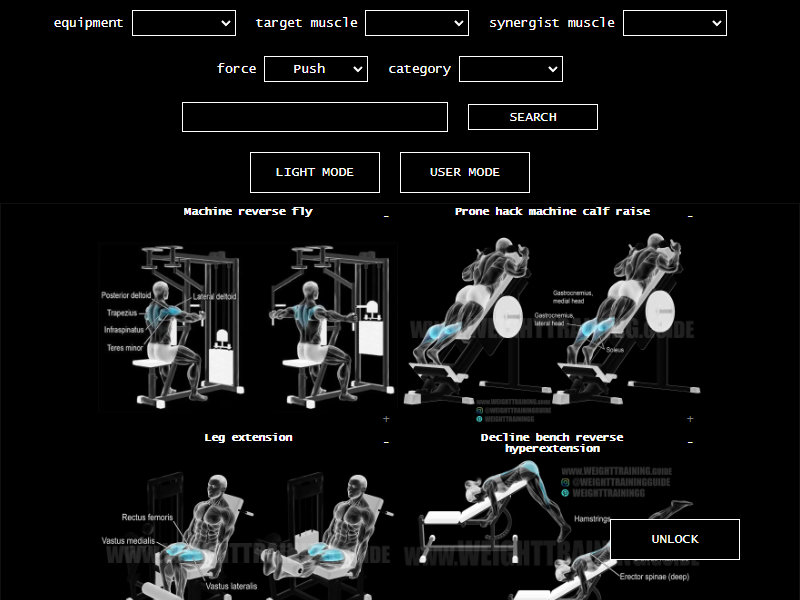 equipment target muscle synergist muscle
force Push category
SEARCH
LIGHT MODE USER MODE
Machine reverse fly -
Posterior deltoid
Lateral deltoid
Trapezius
Infraspinatus
Teres minor
+
Prone hack machine calf raise -
Gastrocnemius,
medial head
Gastrocnemius,
lateral head
Soleus
WWW.WEIGHTTRAINING.GUIDE
WWW.WEIGHTTRAINING.GUIDE
@WEIGHTTRAININGGUIDE
WEIGHTTRAININGG
+
Leg extension -
Rectus femoris
Vastus medialis
Vastus lateralis
WWW.WEIGHTTRAINING.GUIDE
Decline bench reverse
hyperextension -
WWW.WEIGHTTRAINING.GUIDE
@WEIGHTTRAININGGUIDE
WEIGHTTRAININGG
Hamstrings
Erector spinae (deep)
UNLOCK